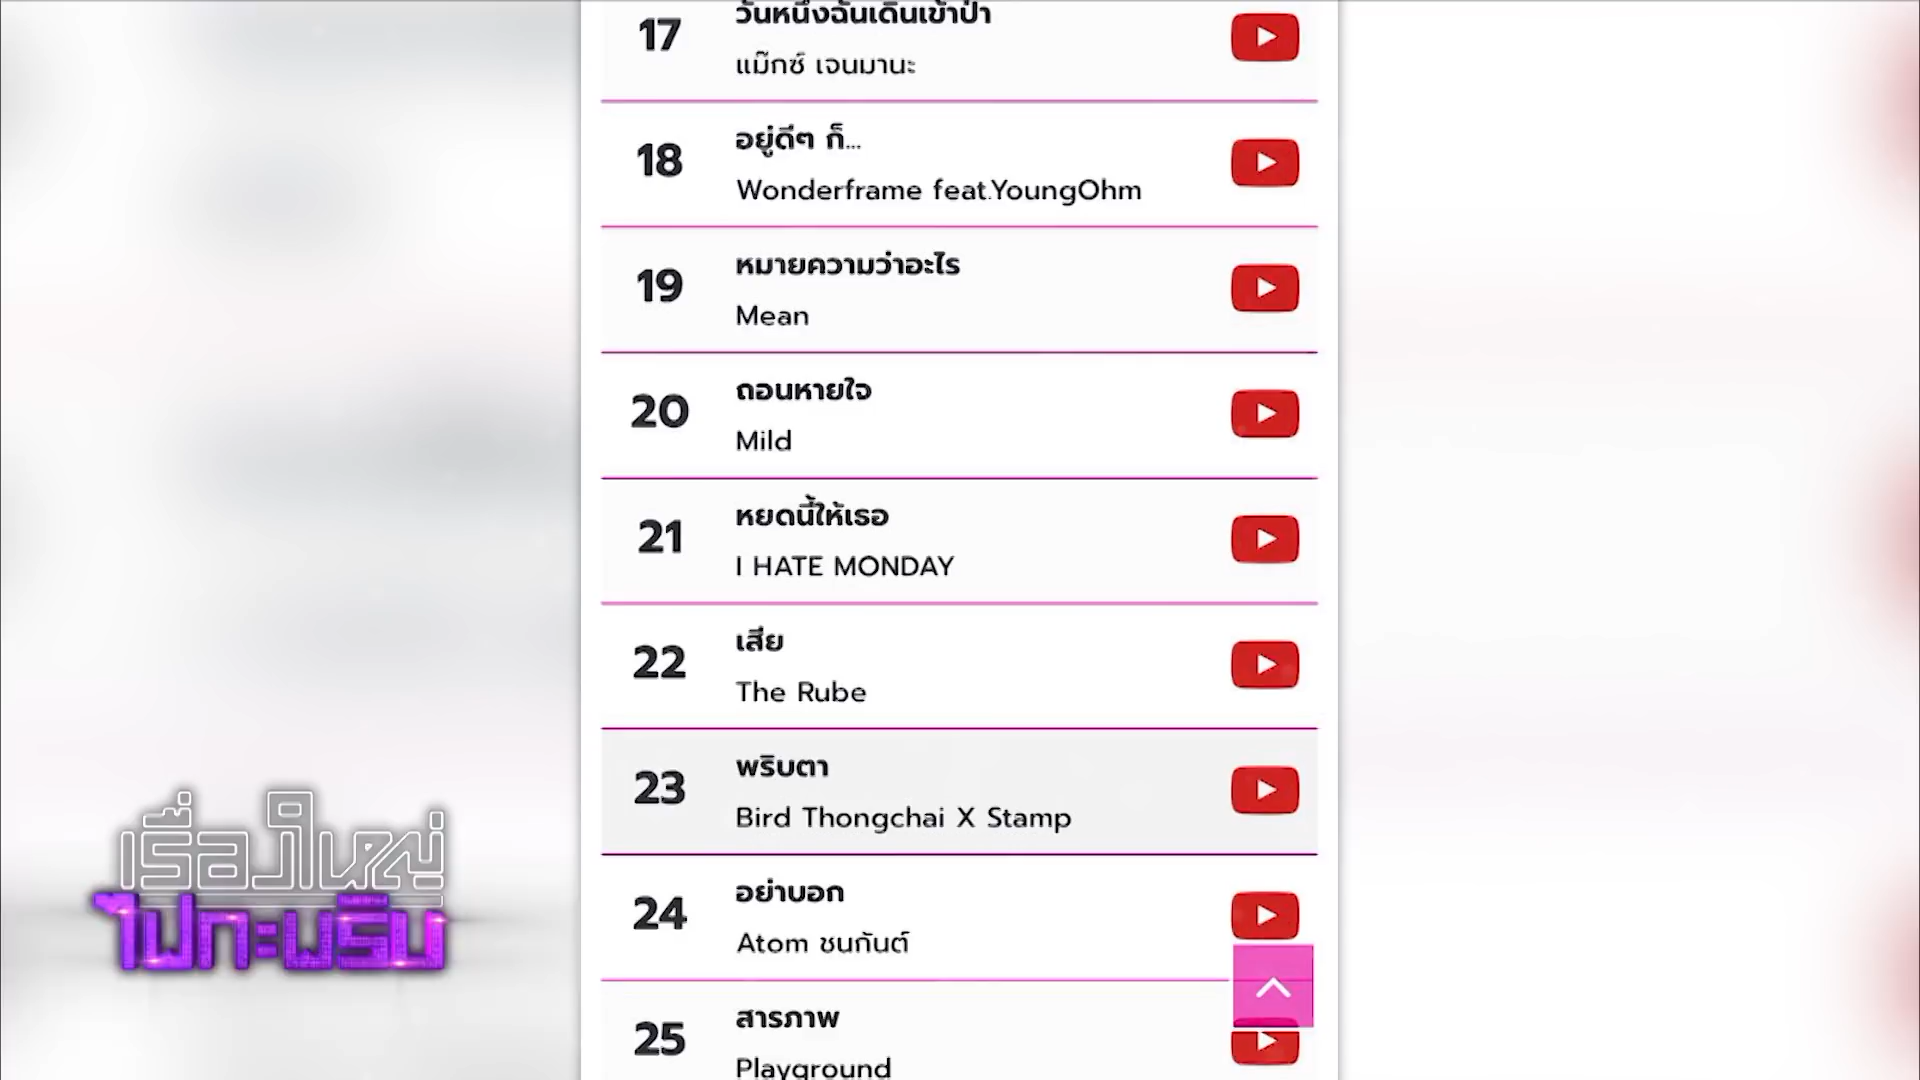 17
วันหนึ่งฉันเดินเข้าป่า
แม็กซ์ เจนมานะ
18
อยู่ดีๆ ก็...
Wonderframe feat.YoungOhm
19
หมายความว่าอะไร
Mean
20
ถอนหายใจ
Mild
21
หยดนี้ให้เธอ
I HATE MONDAY
22
เสีย
The Rube
23
พริบตา
Bird Thongchai X Stamp
24
อย่าบอก
Atom ชนกันต์
25
สารภาพ
Playground
เรื่องใหญ่
ไฟกะพริบ